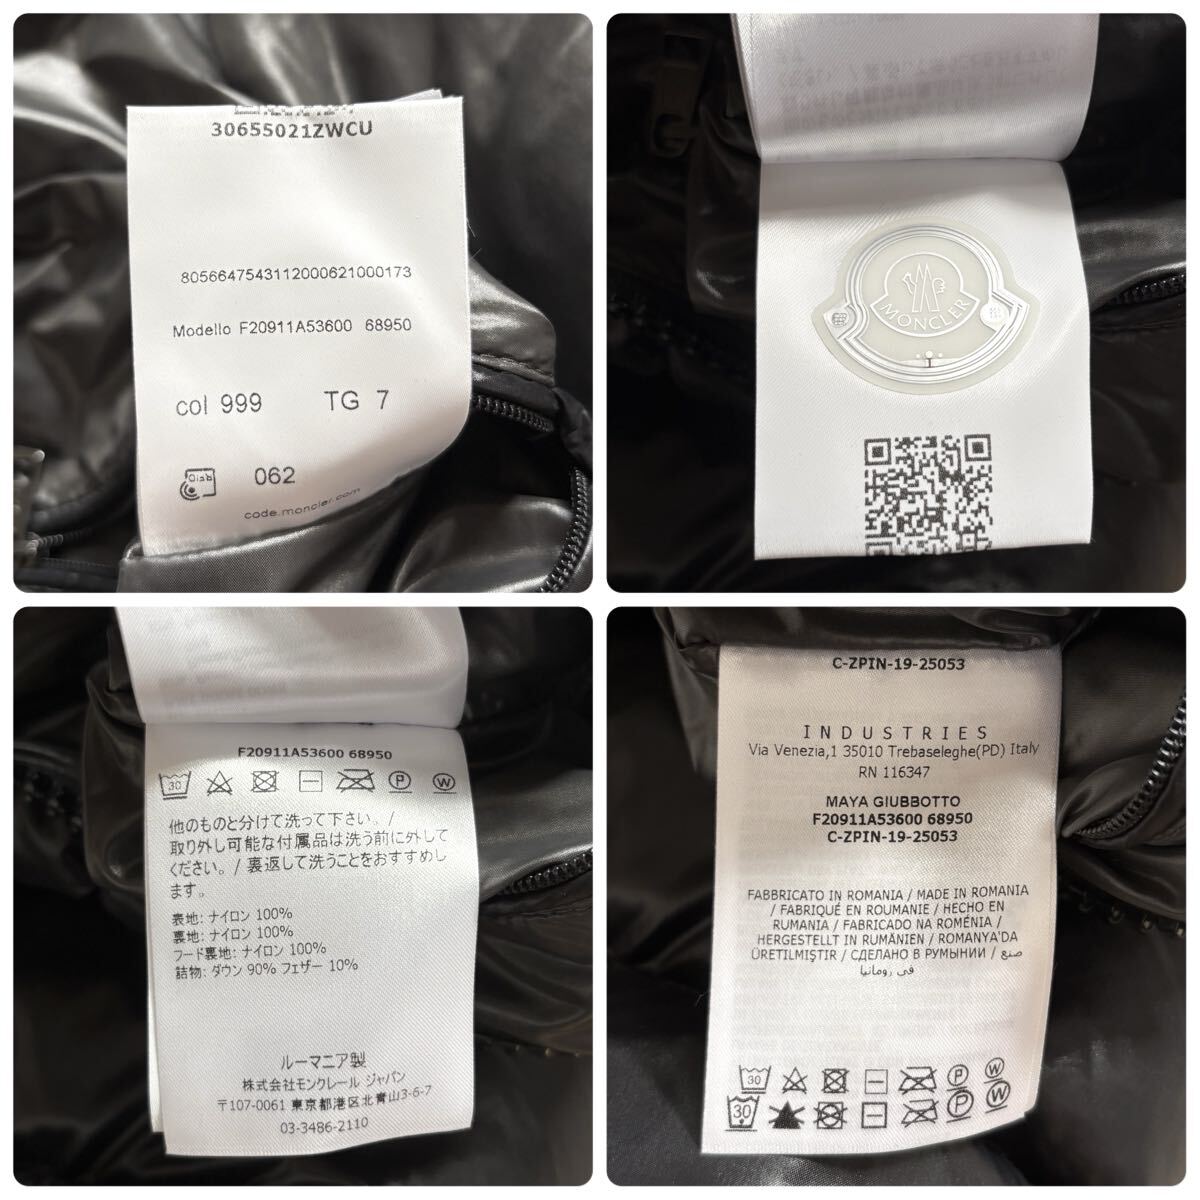 30655021ZWCU
8056647543112000621000173
Modello F20911A53600 68950
col 999 TG 7
RFID 062
code.moncler.com
MONCLER
F20911A53600 68950
30 P W
他のものと分けて洗って下さい。/
取り外し可能な付属品は洗う前に外して
ください。/ 裏返して洗うことをおすすめし
ます。
表地: ナイロン 100%
裏地: ナイロン 100%
フード裏地: ナイロン 100%
詰物: ダウン 90% フェザー 10%
ルーマニア製
株式会社モンクレール ジャパン
〒107-0061 東京都港区北青山3-6-7
03-3486-2110
C-ZPIN-19-25053
INDUSTRIES
Via Venezia,1 35010 Trebaseleghe(PD) Italy
RN 116347
MAYA GIUBBOTTO
F20911A53600 68950
C-ZPIN-19-25053
FABBRICATO IN ROMANIA / MADE IN ROMANIA
/ FABRIQUÉ EN ROUMANIE / HECHO EN
RUMANIA / FABRICADO NA ROMÉNIA /
HERGESTELLT IN RUMÄNIEN / ROMANYA'DA
ÜRETILMIŞTIR / СДЕЛАНО В РУМЫНИИ / صنع
في رومانيا
30 P W
30 P W